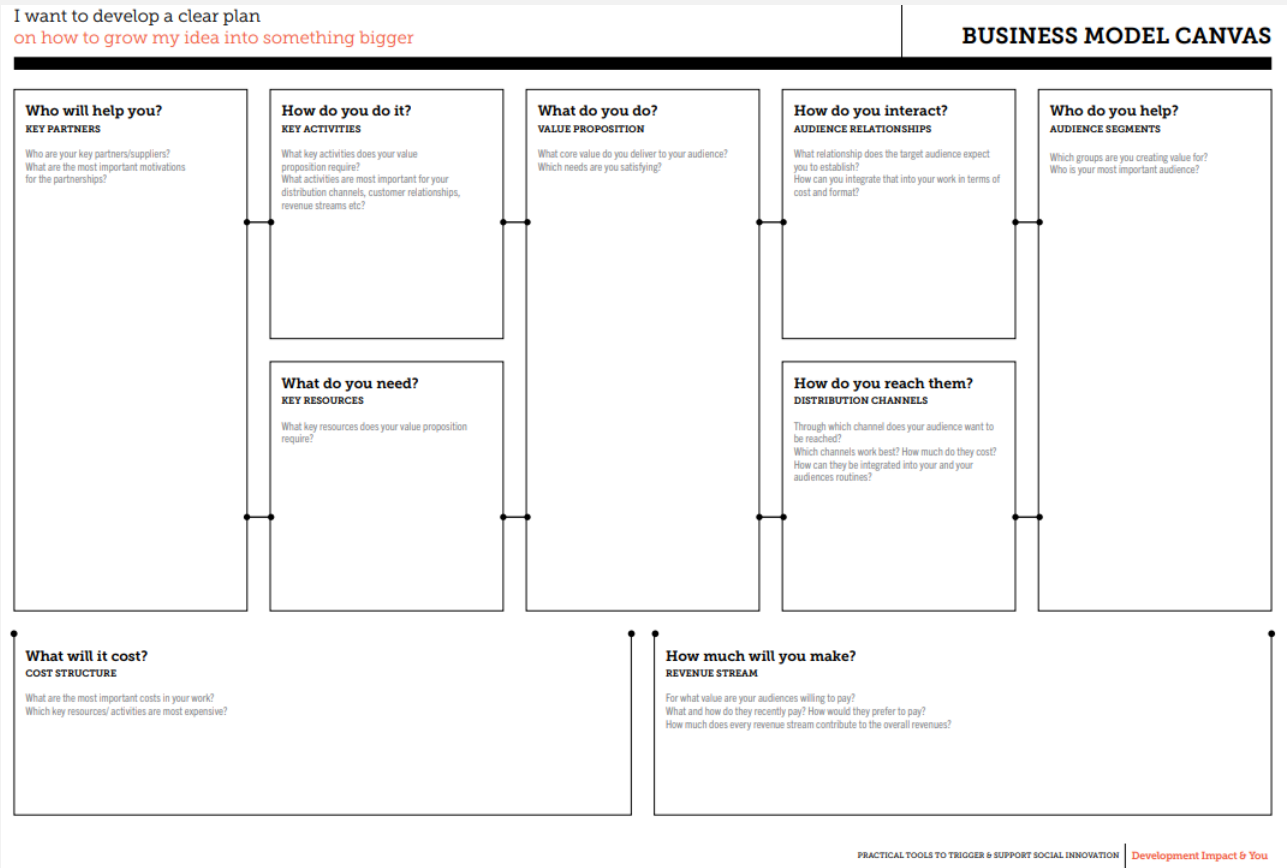 I want to develop a clear plan
on how to grow my idea into something bigger
BUSINESS MODEL CANVAS
Who will help you?
KEY PARTNERS
Who are your key partners/suppliers?
What are the most important motivations
for the partnerships?
How do you do it?
KEY ACTIVITIES
What key activities does your value
proposition require?
What activities are most important for your
distribution channels, customer relationships,
revenue streams etc?
What do you need?
KEY RESOURCES
What key resources does your value proposition
require?
What do you do?
VALUE PROPOSITION
What core value do you deliver to your audience?
Which needs are you satisfying?
How do you interact?
AUDIENCE RELATIONSHIPS
What relationship does the target audience expect
you to establish?
How can you integrate that into your work in terms of
cost and format?
How do you reach them?
DISTRIBUTION CHANNELS
Through which channel does your audience want to
be reached?
Which channels work best? How much do they cost?
How can they be integrated into your and your
audiences routines?
Who do you help?
AUDIENCE SEGMENTS
Which groups are you creating value for?
Who is your most important audience?
What will it cost?
COST STRUCTURE
What are the most important costs in your work?
Which key resources/ activities are most expensive?
How much will you make?
REVENUE STREAM
For what value are your audiences willing to pay?
What and how do they recently pay? How would they prefer to pay?
How much does every revenue stream contribute to the overall revenues?
PRACTICAL TOOLS TO TRIGGER & SUPPORT SOCIAL INNOVATION
Development Impact & You